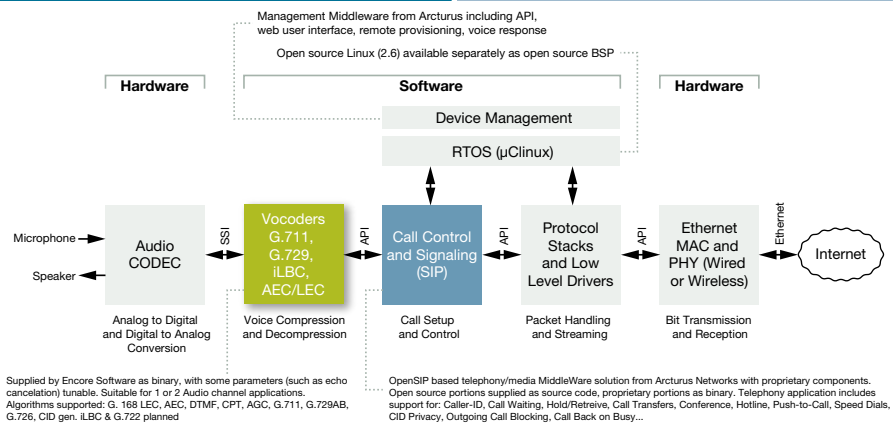 Management Middleware from Arcturus including API,
web user interface, remote provisioning, voice response
Open source Linux (2.6) available separately as open source BSP
Hardware
Software
Hardware
Device Management
RTOS (µClinux)
Microphone
Speaker
Audio
CODEC
SSI
Vocoders
G.711,
G.729,
iLBC,
AEC/LEC
API
Call Control
and Signaling
(SIP)
API
Protocol
Stacks
and Low
Level Drivers
API
Ethernet
MAC and
PHY (Wired
or Wireless)
Ethernet
Internet
Analog to Digital
and Digital to Analog
Conversion
Voice Compression
and Decompression
Call Setup
and Control
Packet Handling
and Streaming
Bit Transmission
and Reception
Supplied by Encore Software as binary, with some parameters (such as echo
cancelation) tunable. Suitable for 1 or 2 Audio channel applications.
Algorithms supported: G. 168 LEC, AEC, DTMF, CPT, AGC, G.711, G.729AB,
G.726, CID gen. iLBC & G.722 planned
OpenSIP based telephony/media MiddleWare solution from Arcturus Networks with proprietary components.
Open source portions supplied as source code, proprietary portions as binary. Telephony application includes
support for: Caller-ID, Call Waiting, Hold/Retreive, Call Transfers, Conference, Hotline, Push-to-Call, Speed Dials,
CID Privacy, Outgoing Call Blocking, Call Back on Busy...